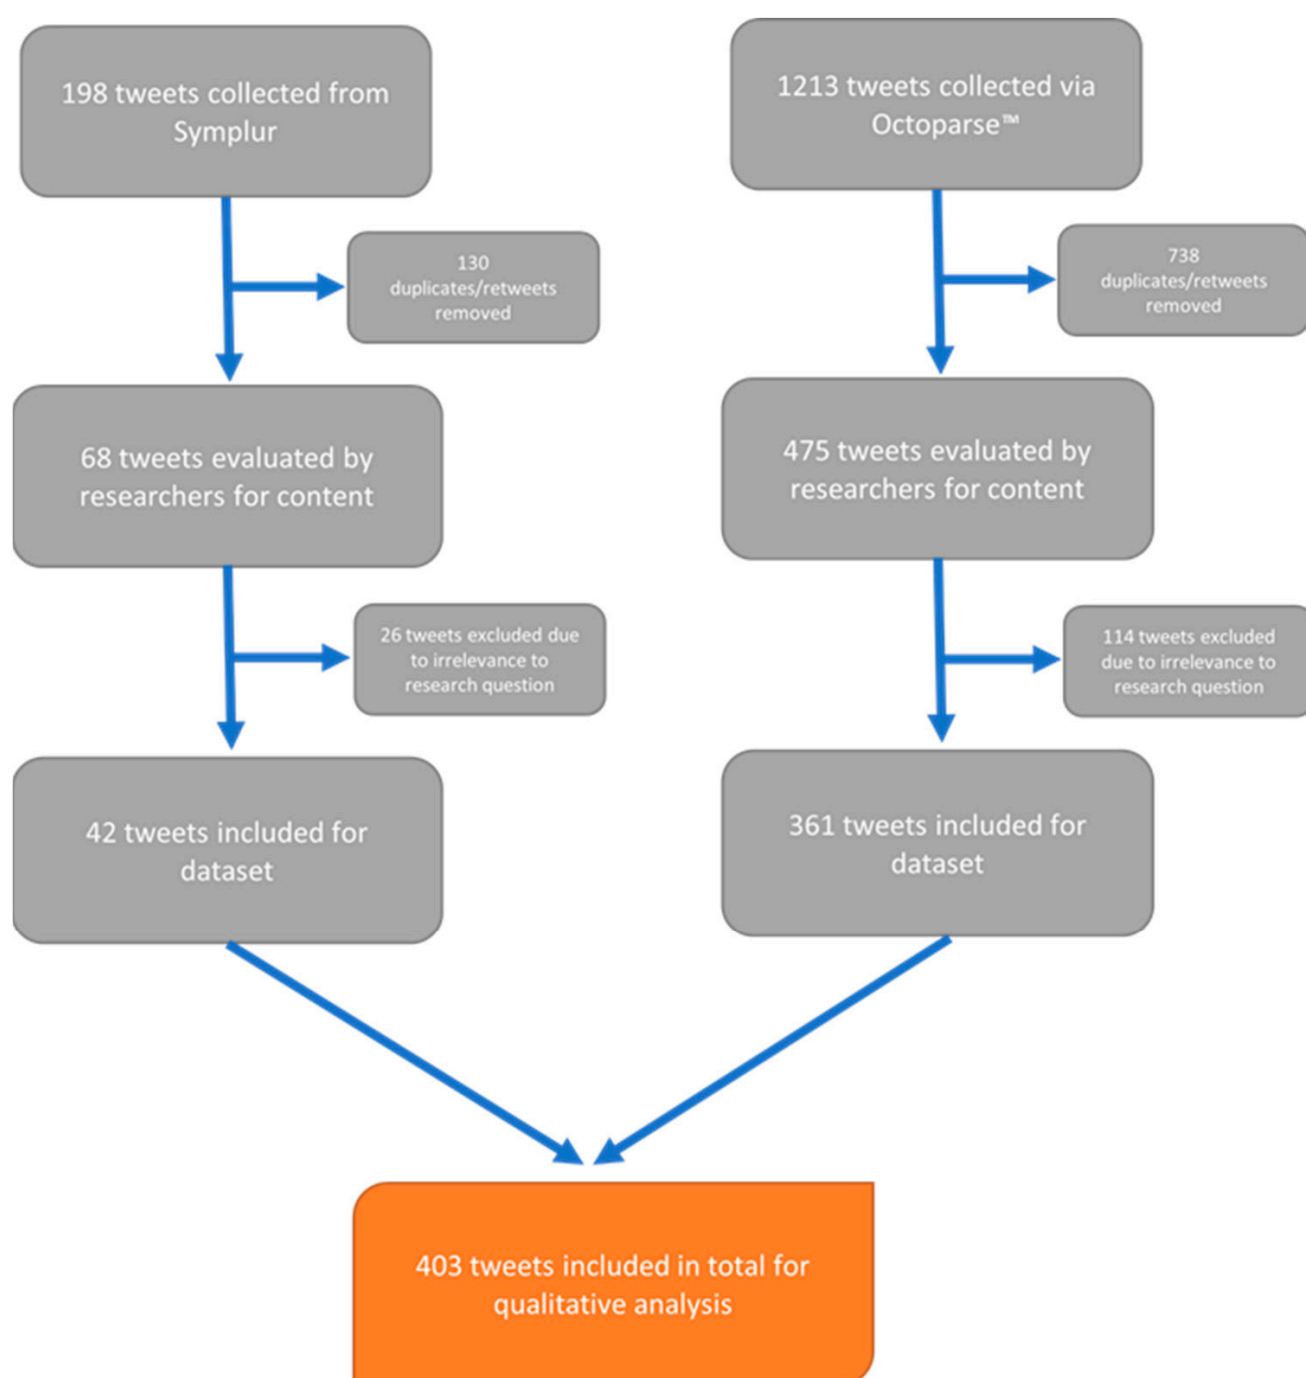 198 tweets collected from
Symplur
130
duplicates/retweets
removed
68 tweets evaluated by
researchers for content
26 tweets excluded due
to irrelevance to
research question
42 tweets included for
dataset
1213 tweets collected via
Octoparse™
738
duplicates/retweets
removed
475 tweets evaluated by
researchers for content
114 tweets excluded
due to irrelevance to
research question
361 tweets included for
dataset
403 tweets included in total for
qualitative analysis